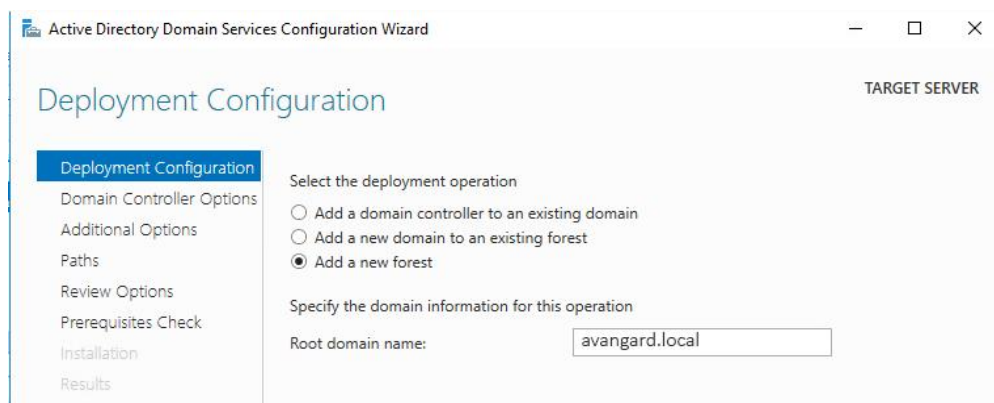 Active Directory Domain Services Configuration Wizard
Deployment Configuration
TARGET SERVER
Deployment Configuration
Domain Controller Options
Additional Options
Paths
Review Options
Prerequisites Check
Installation
Results
Select the deployment operation
Add a domain controller to an existing domain
Add a new domain to an existing forest
Add a new forest
Specify the domain information for this operation
Root domain name: avangard.local